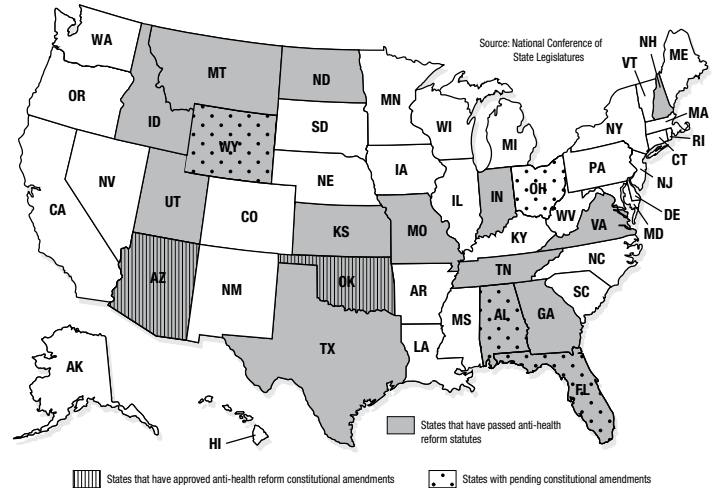 WA
OR
CA
NV
ID
MT
WY
UT
AZ
CO
NM
ND
SD
NE
KS
OK
TX
MN
IA
MO
AR
LA
WI
IL
MS
MI
IN
OH
KY
TN
AL
GA
FL
SC
NC
VA
WV
PA
NY
VT
NH
ME
MA
RI
CT
NJ
DE
MD
AK
HI
Source: National Conference of
State Legislatures
States that have passed anti-health
reform statutes
States that have approved anti-health reform constitutional amendments
States with pending constitutional amendments